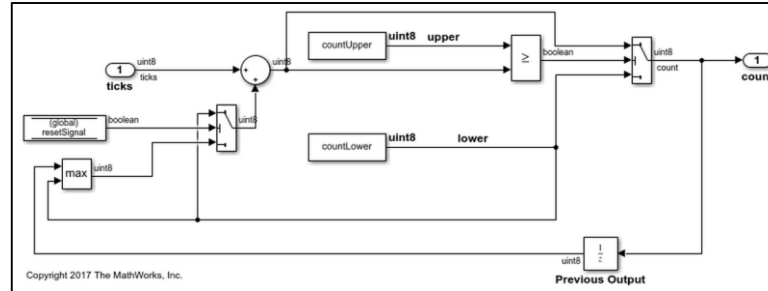 uint8 upper
countUpper
uint8
boolean
≥
uint8
count
1
count
1
ticks
uint8
ticks
+
+
uint8
(global)
resetSignal
boolean
uint8
max
uint8
countLower
uint8 lower
1
z
uint8
Previous Output
Copyright 2017 The MathWorks, Inc.